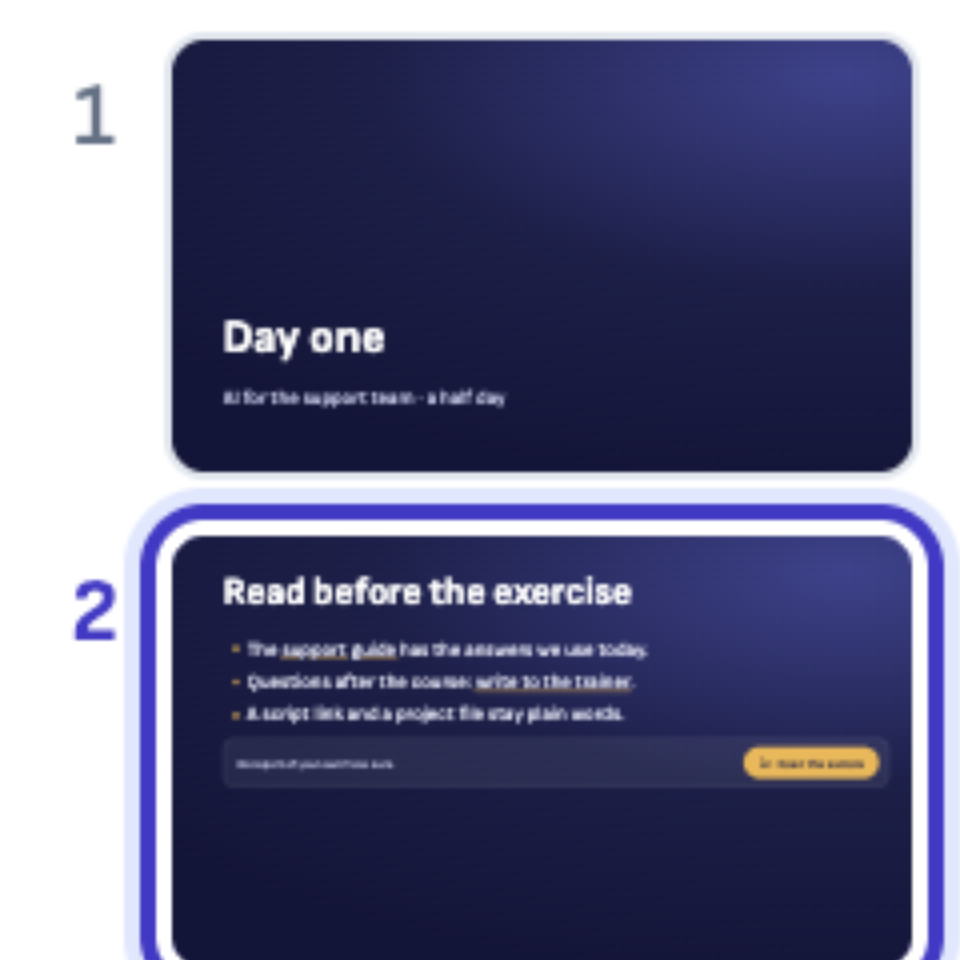 1
Day one
AI for the support team - a half day
2
Read before the exercise
- The support guide has the answers we use today.
- Questions after the course: write to the trainer.
- A script link and a project file stay plain words.